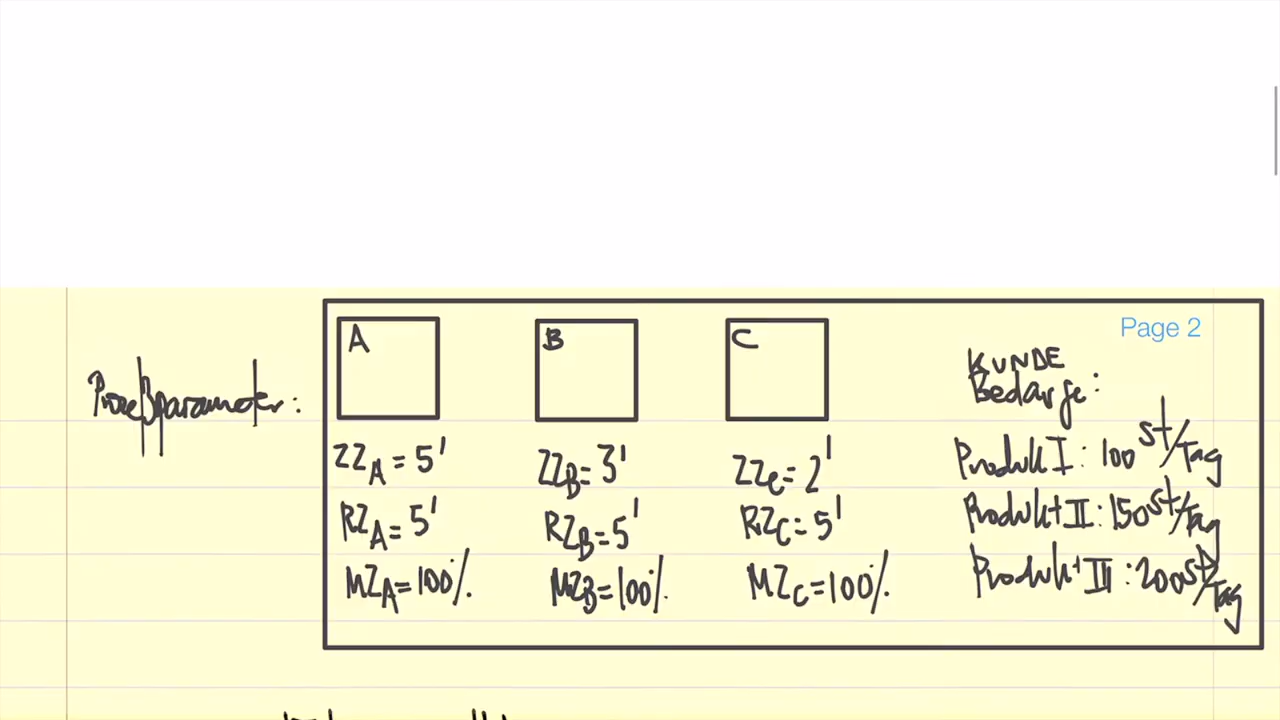 Page 2
Prozeßparameter:
A
B
C
KUNDE
Bedarfe:
ZZA = 5'
ZZB = 3'
ZZC = 2'
Produkt I: 100 St/Tag
RZA = 5'
RZB = 5'
RZC = 5'
Produkt II: 150 St/Tag
MZA = 100%
MZB = 100%
MZC = 100%
Produkt III: 200 St/Tag